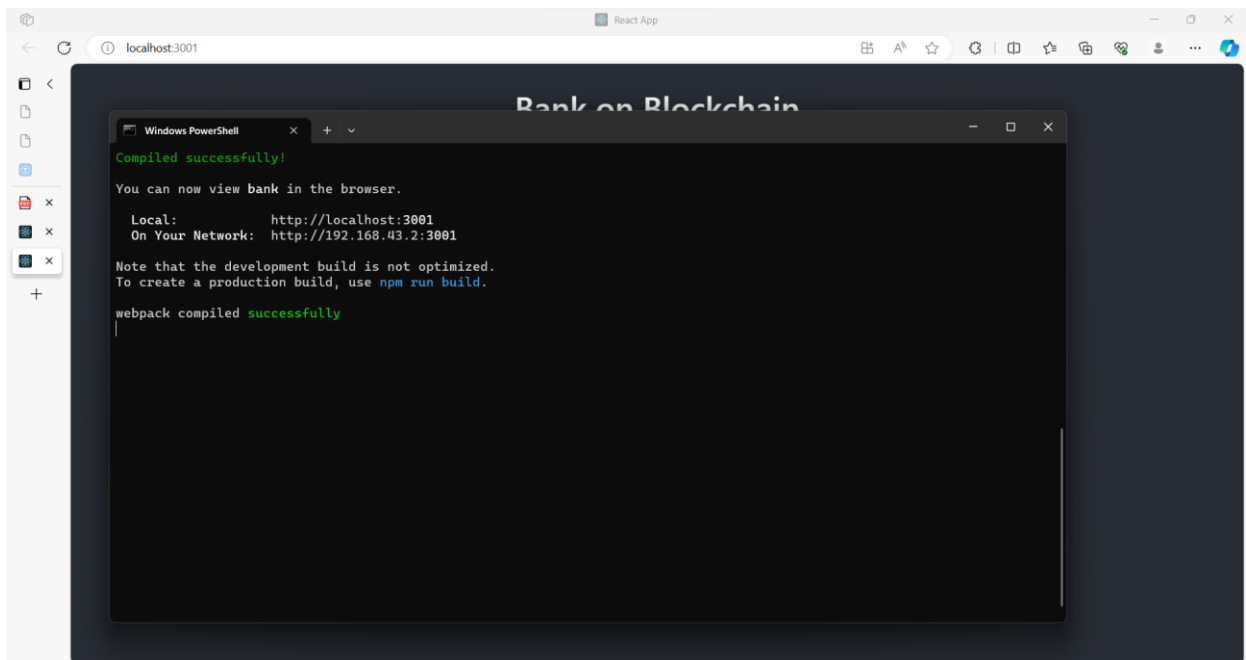 React App
localhost:3001
Bank on Blockchain
Windows PowerShell
Compiled successfully!
You can now view bank in the browser.
Local: http://localhost:3001
On Your Network: http://192.168.43.2:3001
Note that the development build is not optimized.
To create a production build, use npm run build.
webpack compiled successfully